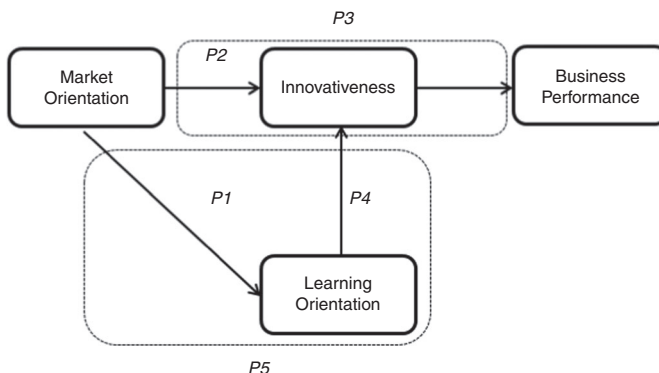 P3
P2
Market
Orientation
Innovativeness
Business
Performance
P1
P4
Learning
Orientation
P5